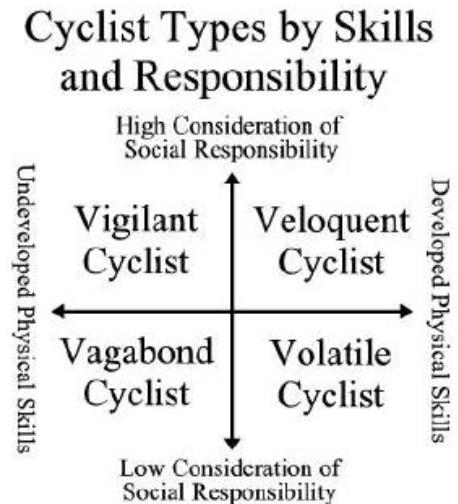 Cyclist Types by Skills
and Responsibility
High Consideration of
Social Responsibility
Undeveloped Physical Skills
Developed Physical Skills
Vigilant
Cyclist
Veloquent
Cyclist
Vagabond
Cyclist
Volatile
Cyclist
Low Consideration of
Social Responsibility